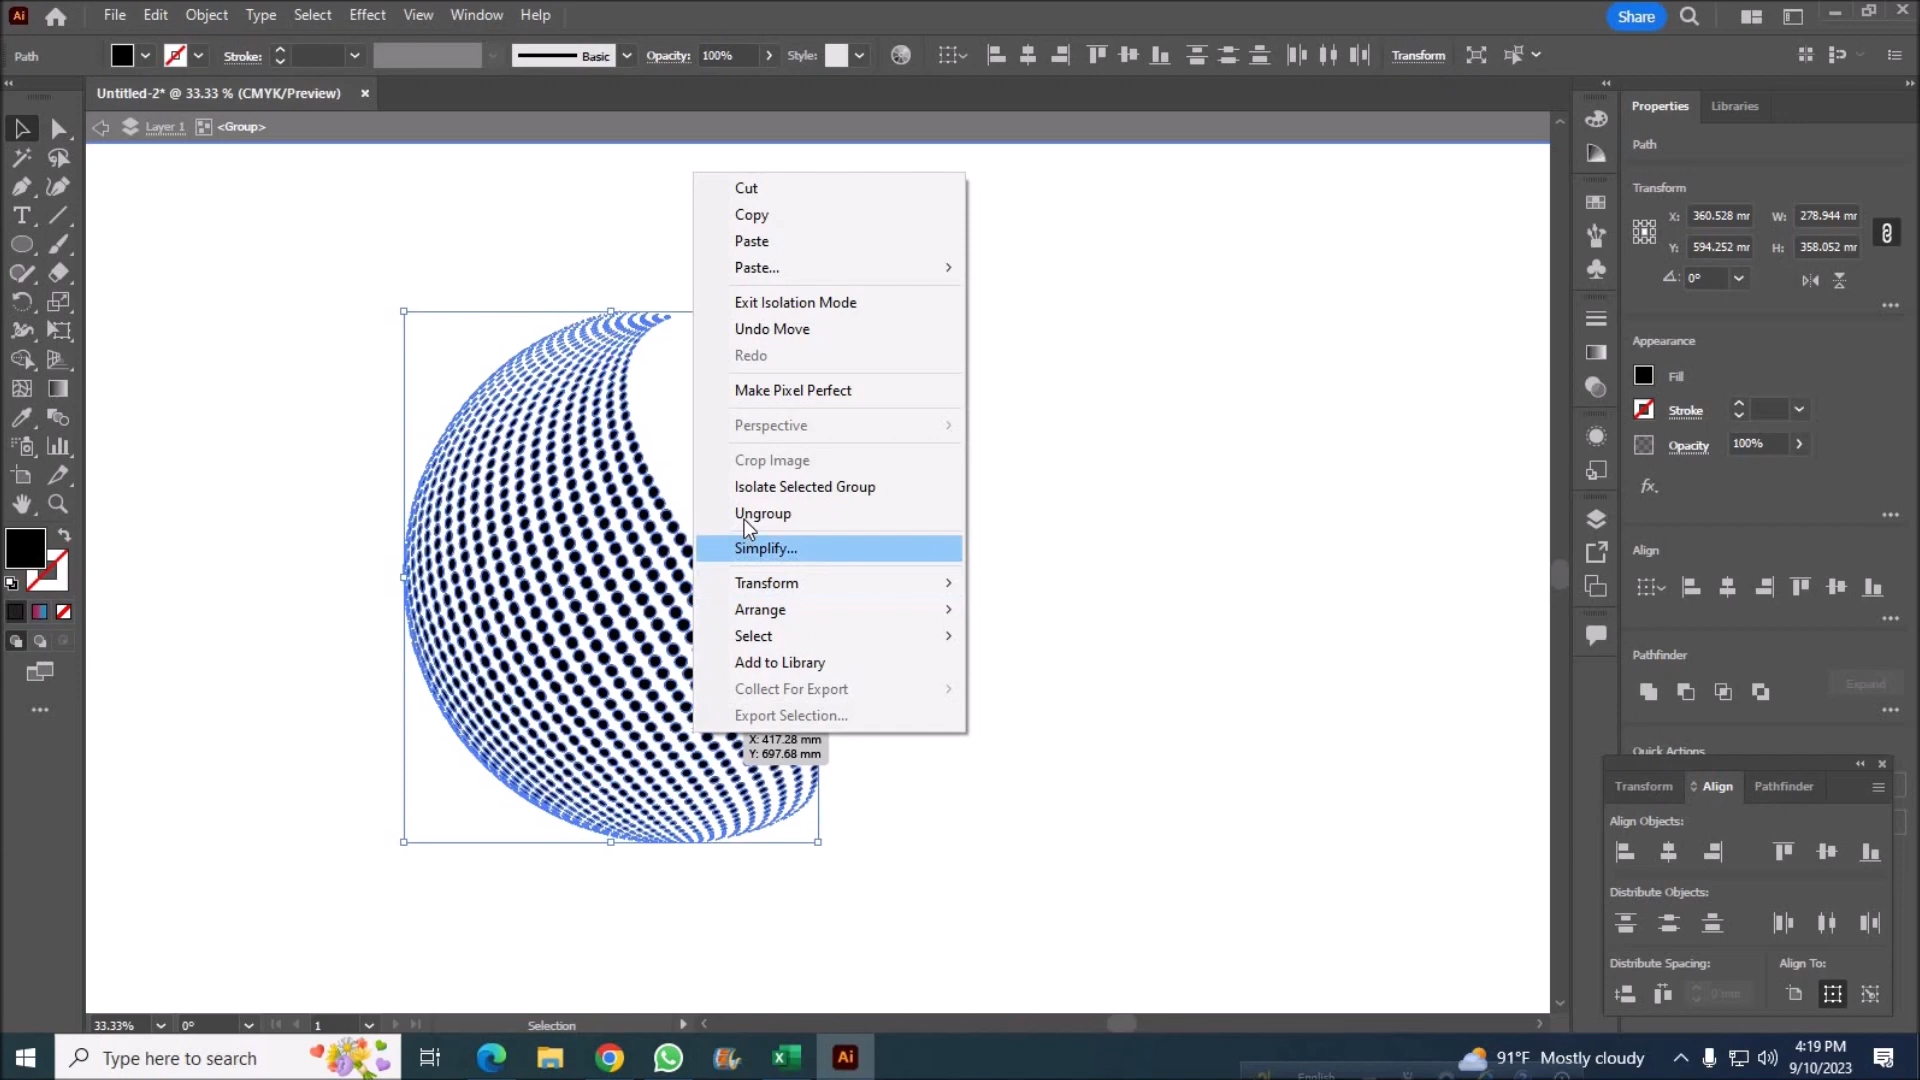 Ai File Edit Object Type Select Effect View Window Help Share
Path Stroke: Basic Opacity: 100% Style: Transform
Untitled-2* @ 33.33 % (CMYK/Preview) ×
Layer 1 <Group>
Properties Libraries
Path
Transform
X: 360.528 mr W: 278.944 mr
Y: 594.252 mr H: 358.052 mr
0°
Appearance
Fill
Stroke
Opacity 100%
fx.
Align
Pathfinder
Expand
Quick Actions
Cut
Copy
Paste
Paste...
Exit Isolation Mode
Undo Move
Redo
Make Pixel Perfect
Perspective
Crop Image
Isolate Selected Group
Ungroup
Simplify...
Transform
Arrange
Select
Add to Library
Collect For Export
Export Selection...
X: 417.28 mm
Y: 697.68 mm
Transform Align Pathfinder
Align Objects:
Distribute Objects:
Distribute Spacing: Align To:
0 mm
33.33% 0° 1 Selection
Type here to search
Ai
91°F Mostly cloudy
4:19 PM
9/10/2023
English